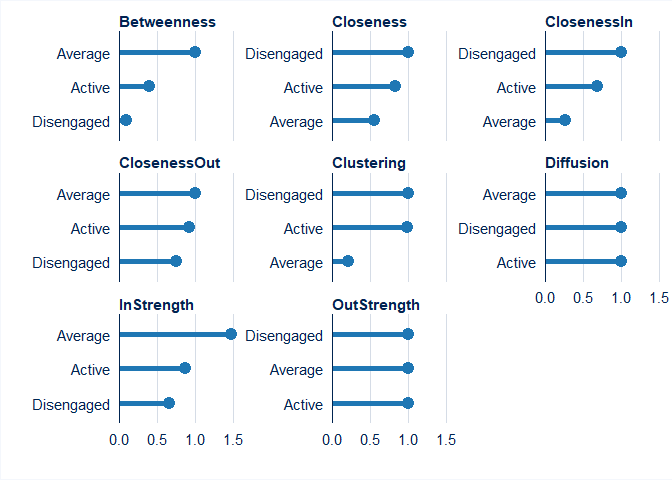 Betweenness
Closeness
ClosenessIn
Average
Active
Disengaged
Disengaged
Active
Average
Disengaged
Active
Average
ClosenessOut
Clustering
Diffusion
Average
Active
Disengaged
Disengaged
Active
Average
Average
Disengaged
Active
0.0 0.5 1.0 1.5
InStrength
OutStrength
Average
Active
Disengaged
Disengaged
Average
Active
0.0 0.5 1.0 1.5
0.0 0.5 1.0 1.5